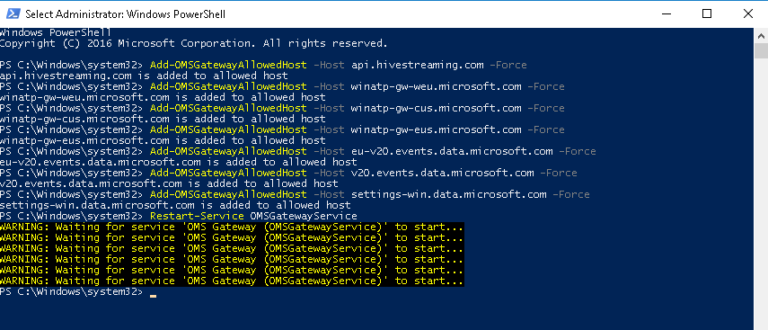 Select Administrator: Windows PowerShell
Windows PowerShell
Copyright (C) 2016 Microsoft Corporation. All rights reserved.
PS C:\Windows\system32> Add-OMSGatewayAllowedHost -Host api.hivestreaming.com -Force
api.hivestreaming.com is added to allowed host
PS C:\Windows\system32> Add-OMSGatewayAllowedHost -Host winatp-gw-weu.microsoft.com -Force
winatp-gw-weu.microsoft.com is added to allowed host
PS C:\Windows\system32> Add-OMSGatewayAllowedHost -Host winatp-gw-cus.microsoft.com -Force
winatp-gw-cus.microsoft.com is added to allowed host
PS C:\Windows\system32> Add-OMSGatewayAllowedHost -Host winatp-gw-eus.microsoft.com -Force
winatp-gw-eus.microsoft.com is added to allowed host
PS C:\Windows\system32> Add-OMSGatewayAllowedHost -Host eu-v20.events.data.microsoft.com -Force
eu-v20.events.data.microsoft.com is added to allowed host
PS C:\Windows\system32> Add-OMSGatewayAllowedHost -Host v20.events.data.microsoft.com -Force
v20.events.data.microsoft.com is added to allowed host
PS C:\Windows\system32> Add-OMSGatewayAllowedHost -Host settings-win.data.microsoft.com -Force
settings-win.data.microsoft.com is added to allowed host
PS C:\Windows\system32> Restart-Service OMSGatewayService
WARNING: Waiting for service 'OMS Gateway (OMSGatewayService)' to start...
WARNING: Waiting for service 'OMS Gateway (OMSGatewayService)' to start...
WARNING: Waiting for service 'OMS Gateway (OMSGatewayService)' to start...
WARNING: Waiting for service 'OMS Gateway (OMSGatewayService)' to start...
WARNING: Waiting for service 'OMS Gateway (OMSGatewayService)' to start...
WARNING: Waiting for service 'OMS Gateway (OMSGatewayService)' to start...
PS C:\Windows\system32>